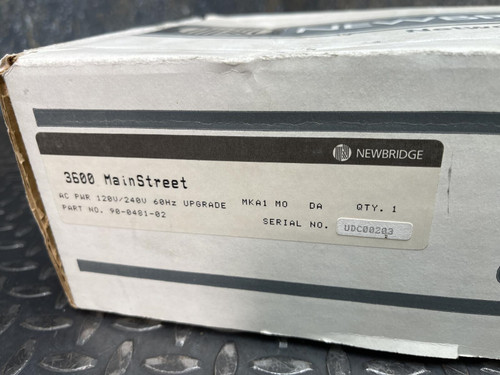 NEWBRIDGE
3600 MainStreet
AC PWR 120V/240V 60Hz UPGRADE MKA1 MO DA QTY. 1
PART NO. 90-0481-02
SERIAL NO. UDC00203